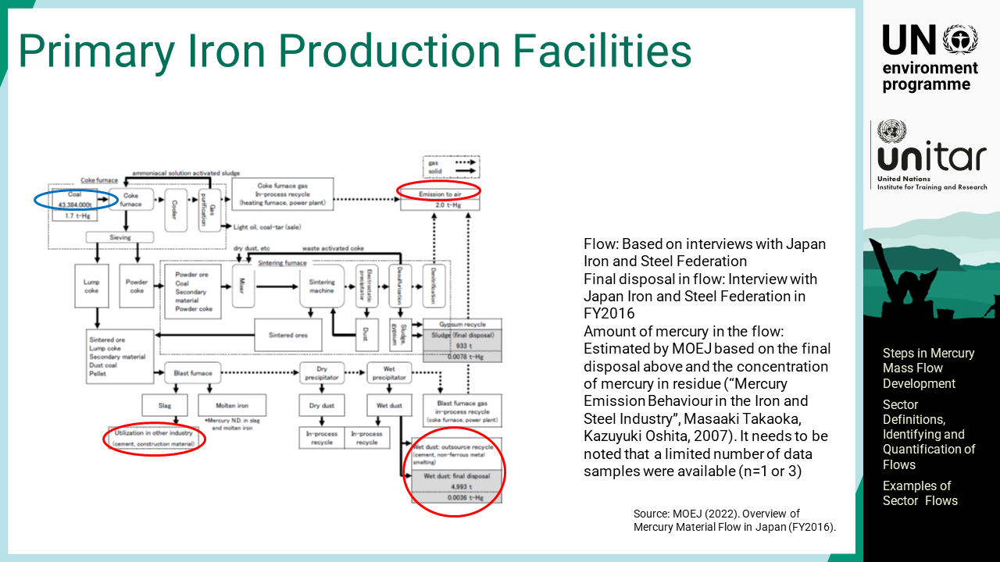 Primary Iron Production Facilities
UN
environment
programme
unitar
United Nations
Institute for Training and Research
gas
solid
ammoniacal solution activated sludge
Coke furnace
Coal
43,384,000t
1.7 t-Hg
Coke
furnace
Cooler
Gas
purification
Coke furnace gas
In-process recycle
(heating furnace, power plant)
Emission to air
2.0 t-Hg
Light oil, coal-tar (sale)
Sieving
dry dust, etc
waste activated coke
Sintering furnace
Lump
coke
Powder
coke
Powder ore
Coal
Secondary
material
Powder coke
Mixer
Sintering
machine
Electrostatic
precipitator
Desulfurization
Denitrification
Sintered ores
Dust
Sludge,
gypsum
Gypsum recycle
Sludge (final disposal)
933 t
0.0078 t-Hg
Sintered ore
Lump coke
Secondary material
Dust coal
Pellet
Blast furnace
Dry
precipitator
Wet
precipitator
Slag
Molten iron
*Mercury N.D. in slag
and molten iron
Dry dust
Wet dust
Blast furnace gas
in-process recycle
(coke furnace, power plant)
Utilization in other industry
(cement, construction material)
In-process
recycle
In-process
recycle
Wet dust: outsource recycle
(cement, non-ferrous metal
smelting)
Wet dust: final disposal
4,993 t
0.0036 t-Hg
Flow: Based on interviews with Japan
Iron and Steel Federation
Final disposal in flow: Interview with
Japan Iron and Steel Federation in
FY2016
Amount of mercury in the flow:
Estimated by MOEJ based on the final
disposal above and the concentration
of mercury in residue (“Mercury
Emission Behaviour in the Iron and
Steel Industry”, Masaaki Takaoka,
Kazuyuki Oshita, 2007). It needs to be
noted that a limited number of data
samples were available (n=1 or 3)
Source: MOEJ (2022). Overview of
Mercury Material Flow in Japan (FY2016).
Steps in Mercury
Mass Flow
Development
Sector
Definitions,
Identifying and
Quantification of
Flows
Examples of
Sector Flows